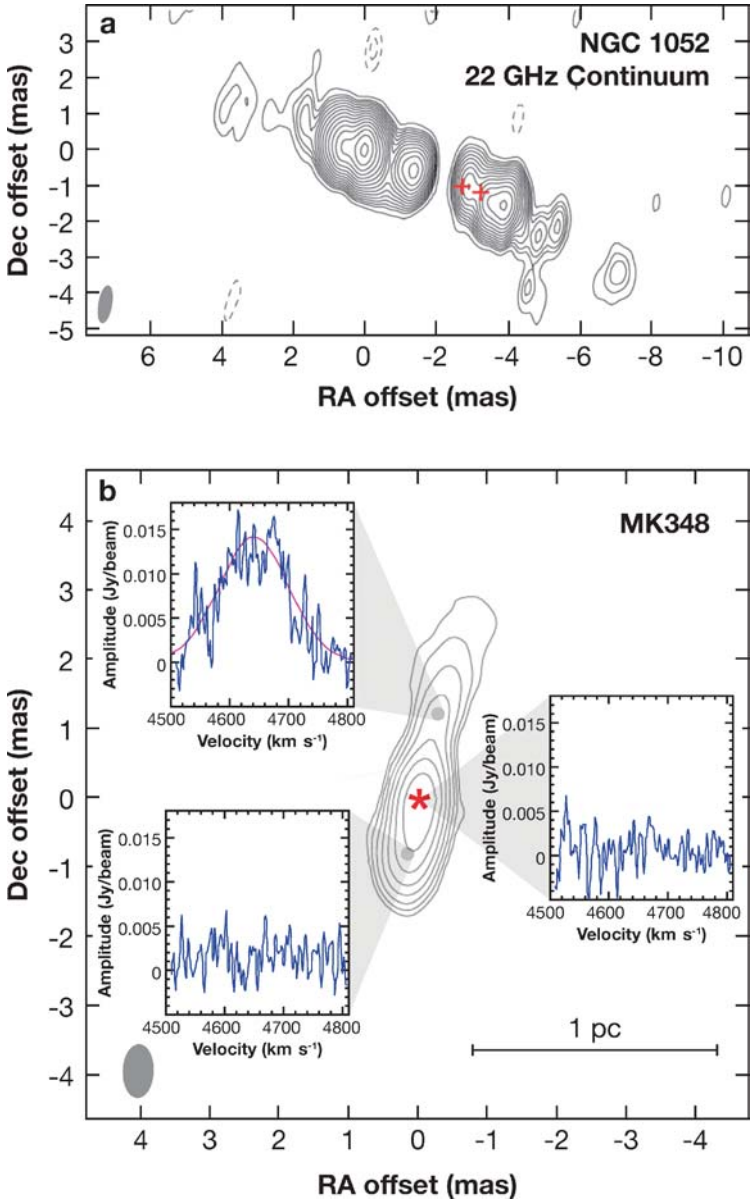 a
NGC 1052
22 GHz Continuum
3
2
1
0
-1
-2
-3
-4
-5
Dec offset (mas)
6 4 2 0 -2 -4 -6 -8 -10
RA offset (mas)
b
MK348
4
3
2
1
0
-1
-2
-3
-4
Dec offset (mas)
0.015
0.010
0.005
0
Amplitude (Jy/beam)
4500 4600 4700 4800
Velocity (km s⁻¹)
0.015
0.010
0.005
0
Amplitude (Jy/beam)
4500 4600 4700 4800
Velocity (km s⁻¹)
*
0.015
0.010
0.005
0
Amplitude (Jy/beam)
4500 4600 4700 4800
Velocity (km s⁻¹)
1 pc
5 4 3 2 1 0 -1 -2 -3 -4
RA offset (mas)